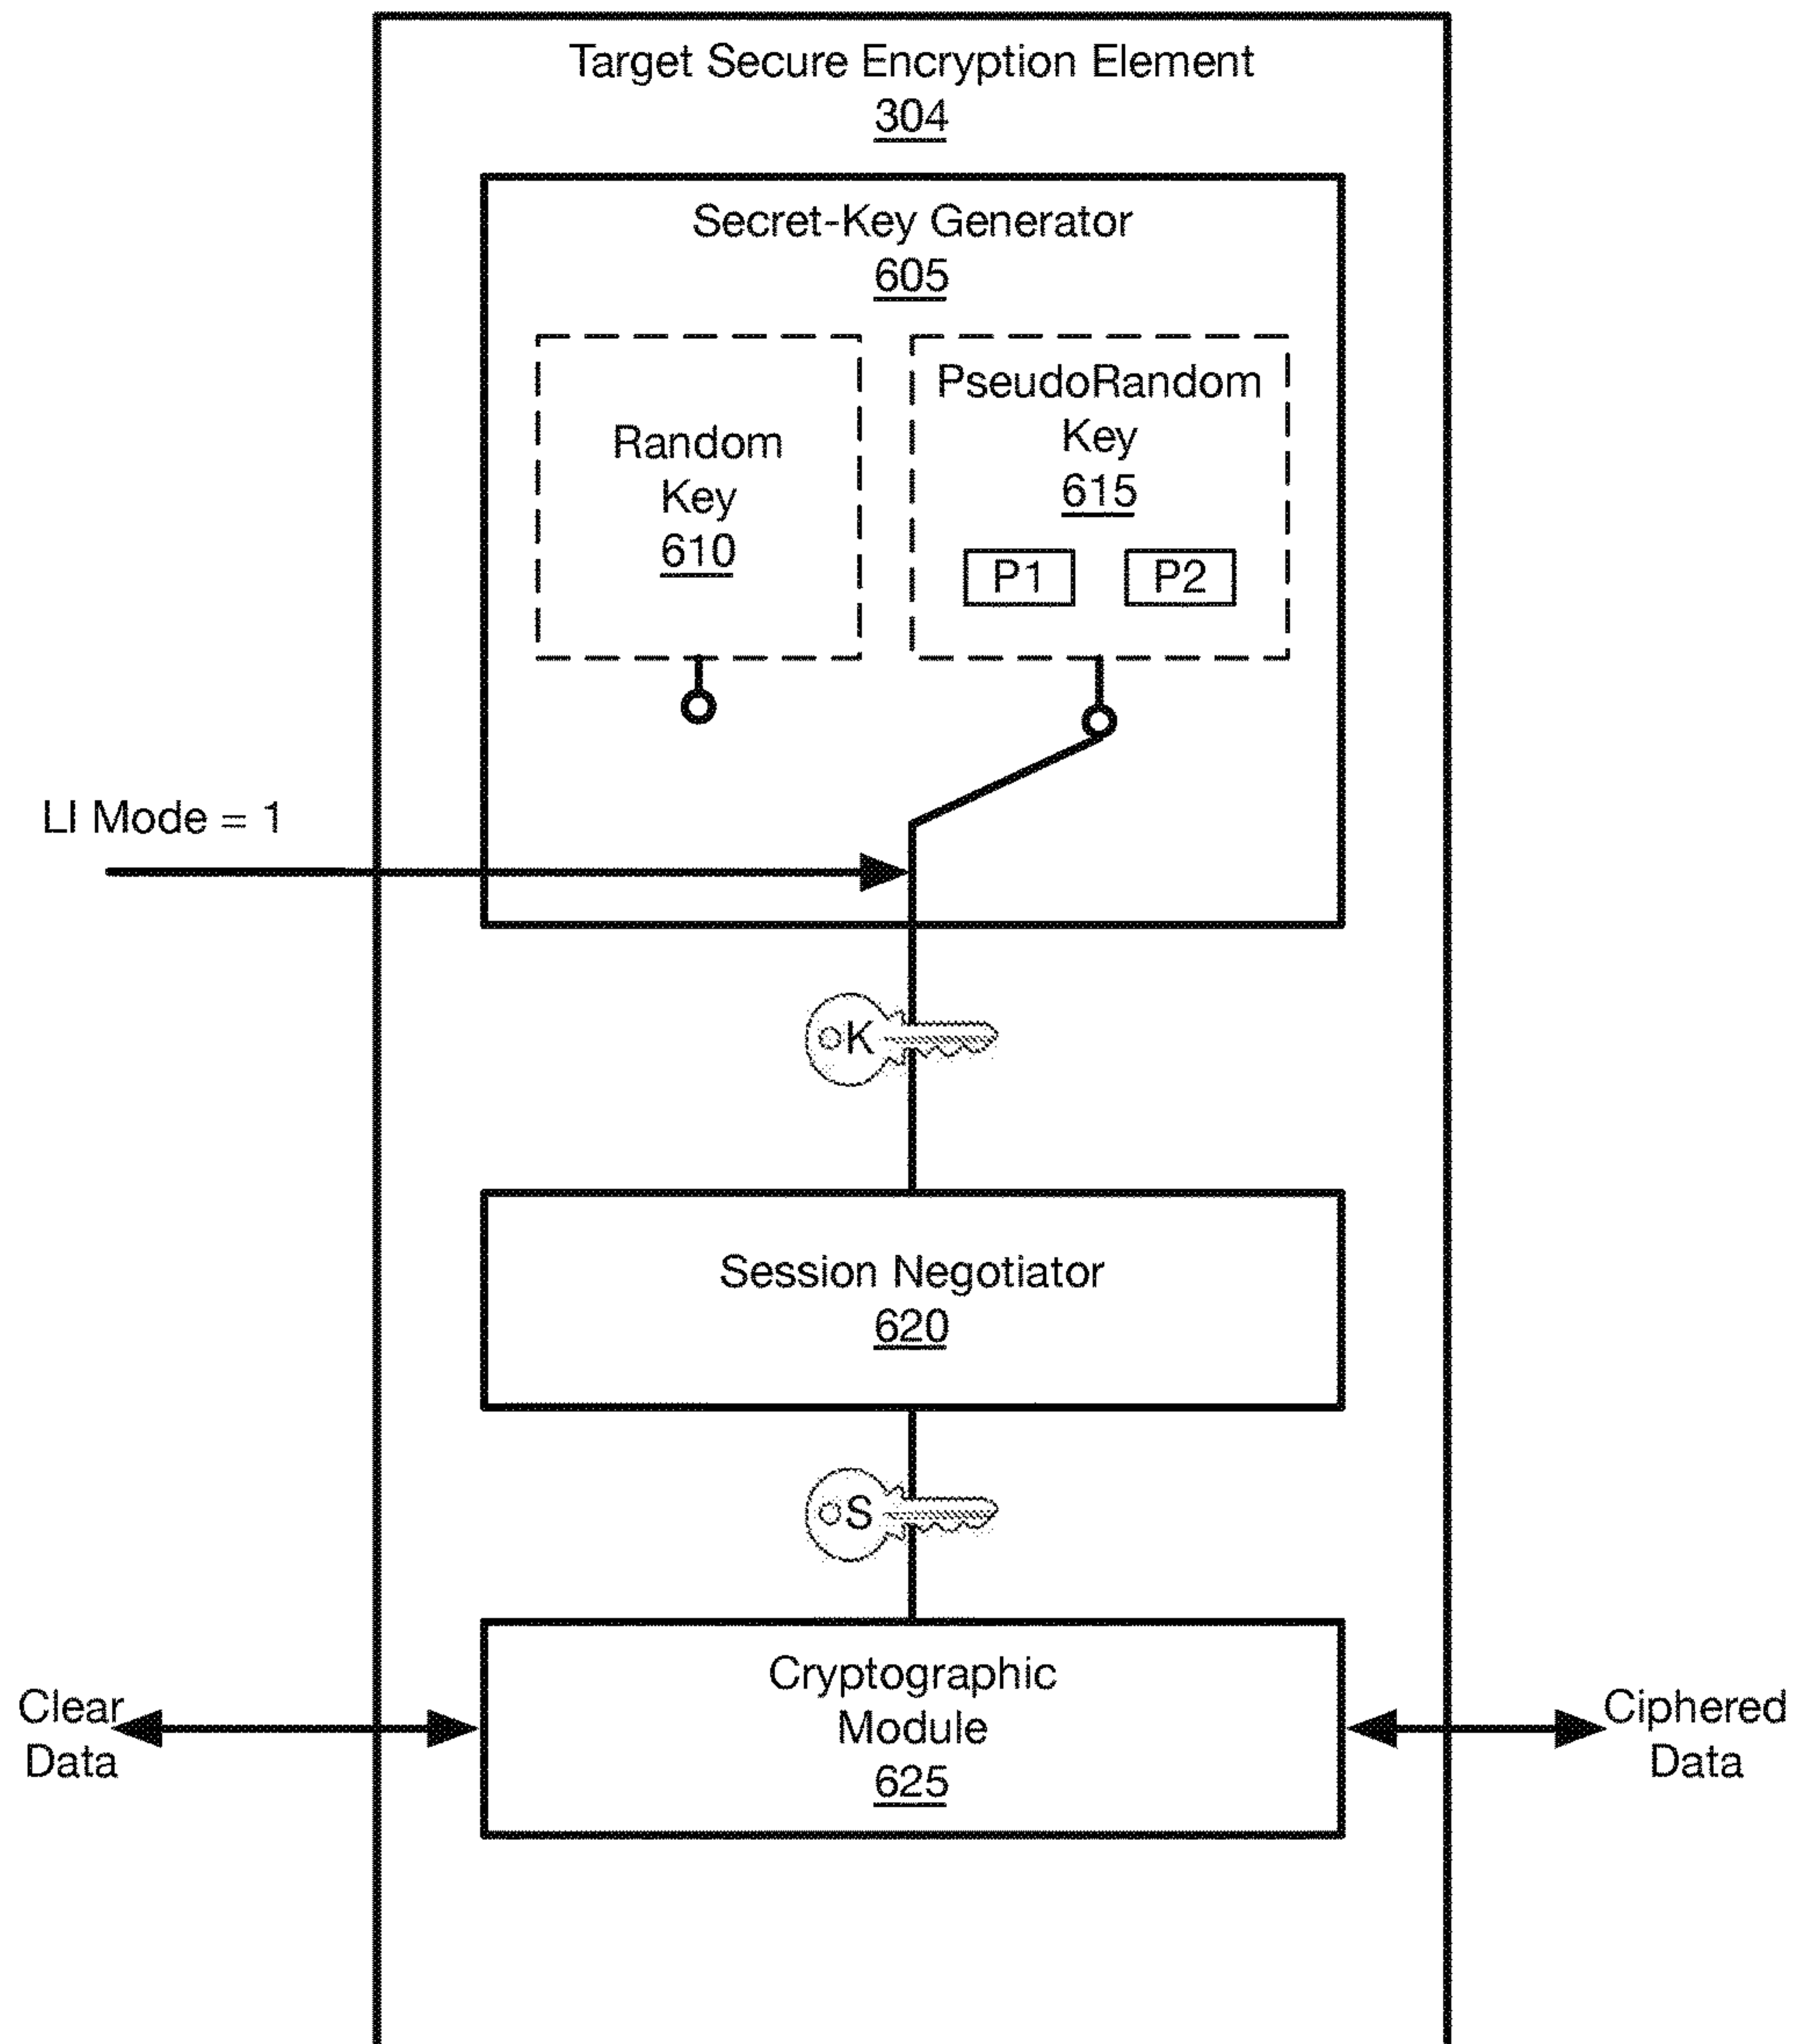 Target Secure Encryption Element
304
Secret-Key Generator
605
Random
Key
610
PseudoRandom
Key
615
P1
P2
LI Mode = 1
K
Session Negotiator
620
S
Cryptographic
Module
625
Clear
Data
Ciphered
Data